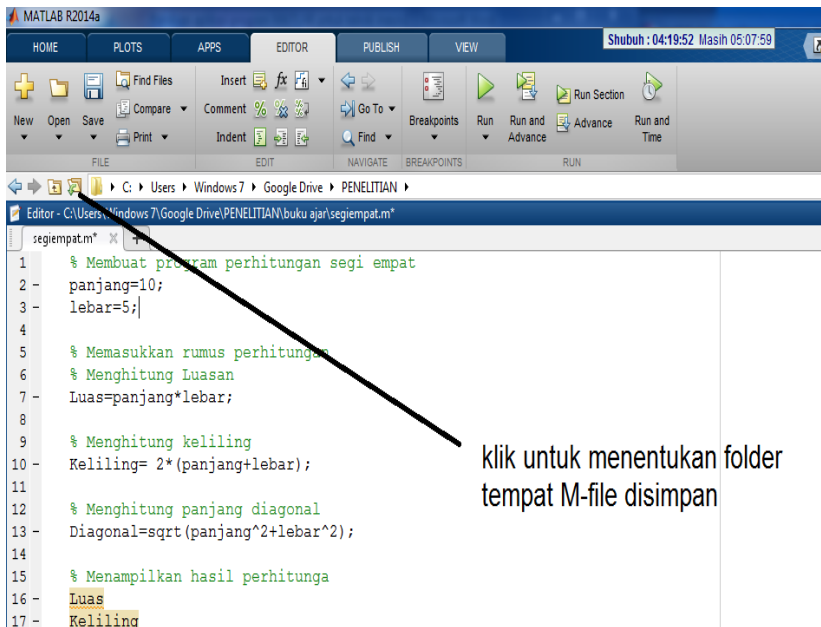 MATLAB R2014a
HOME PLOTS APPS EDITOR PUBLISH VIEW
Shubuh : 04:19:52 Masih 05:07:59
New Open Save
Find Files
Compare
Print
Insert fx
Comment
Indent
Go To
Find
Breakpoints
Run
Run and Advance
Run Section
Advance
Run and Time
FILE EDIT NAVIGATE BREAKPOINTS RUN
C: Users Windows 7 Google Drive PENELITIAN
Editor - C:\Users\Windows 7\Google Drive\PENELITIAN\buku ajar\segiempat.m*
segiempat.m*
1 % Membuat program perhitungan segi empat
2 - panjang=10;
3 - lebar=5;
4
5 % Memasukkan rumus perhitungan
6 % Menghitung Luasan
7 - Luas=panjang*lebar;
8
9 % Menghitung keliling
10 - Keliling= 2*(panjang+lebar);
11
12 % Menghitung panjang diagonal
13 - Diagonal=sqrt(panjang^2+lebar^2);
14
15 % Menampilkan hasil perhitunga
16 - Luas
17 - Keliling
klik untuk menentukan folder
tempat M-file disimpan